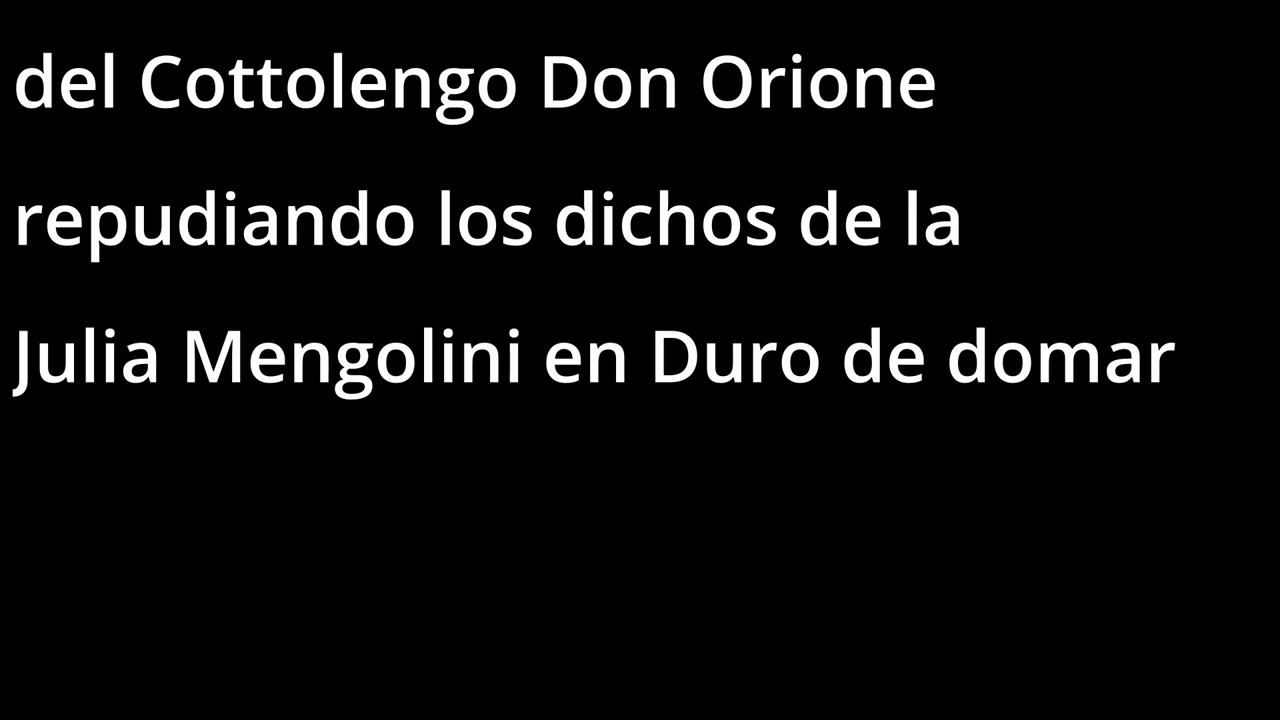 del Cottolengo Don Orione
repudiando los dichos de la
Julia Mengolini en Duro de domar